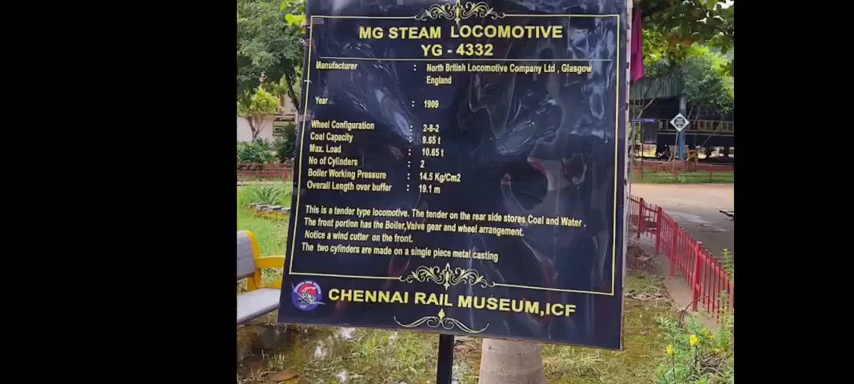 MG STEAM LOCOMOTIVE
YG - 4332
Manufacturer : North British Locomotive Company Ltd , Glasgow
England
Year : 1909
Wheel Configuration : 2-8-2
Coal Capacity : 9.65 t
Max. Load : 10.65 t
No of Cylinders : 2
Boiler Working Pressure : 14.5 Kg/Cm2
Overall Length over buffer : 19.1 m
This is a tender type locomotive. The tender on the rear side stores Coal and Water .
The front portion has the Boiler,Valve gear and wheel arrangement.
Notice a wind cutter on the front.
The two cylinders are made on a single piece metal casting
CHENNAI RAIL MUSEUM,ICF